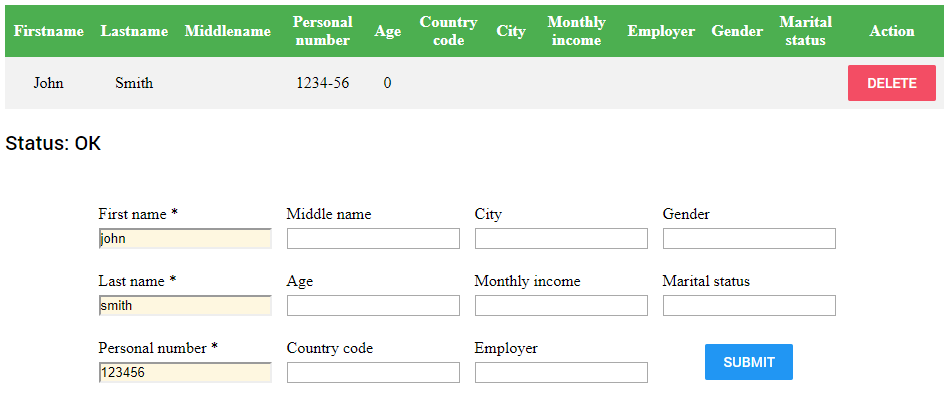 Firstname Lastname Middlename Personal number Age Country code City Monthly income Employer Gender Marital status Action
John Smith 1234-56 0 DELETE
Status: OK
First name * Middle name City Gender
john
Last name * Age Monthly income Marital status
smith
Personal number * Country code Employer
123456 SUBMIT